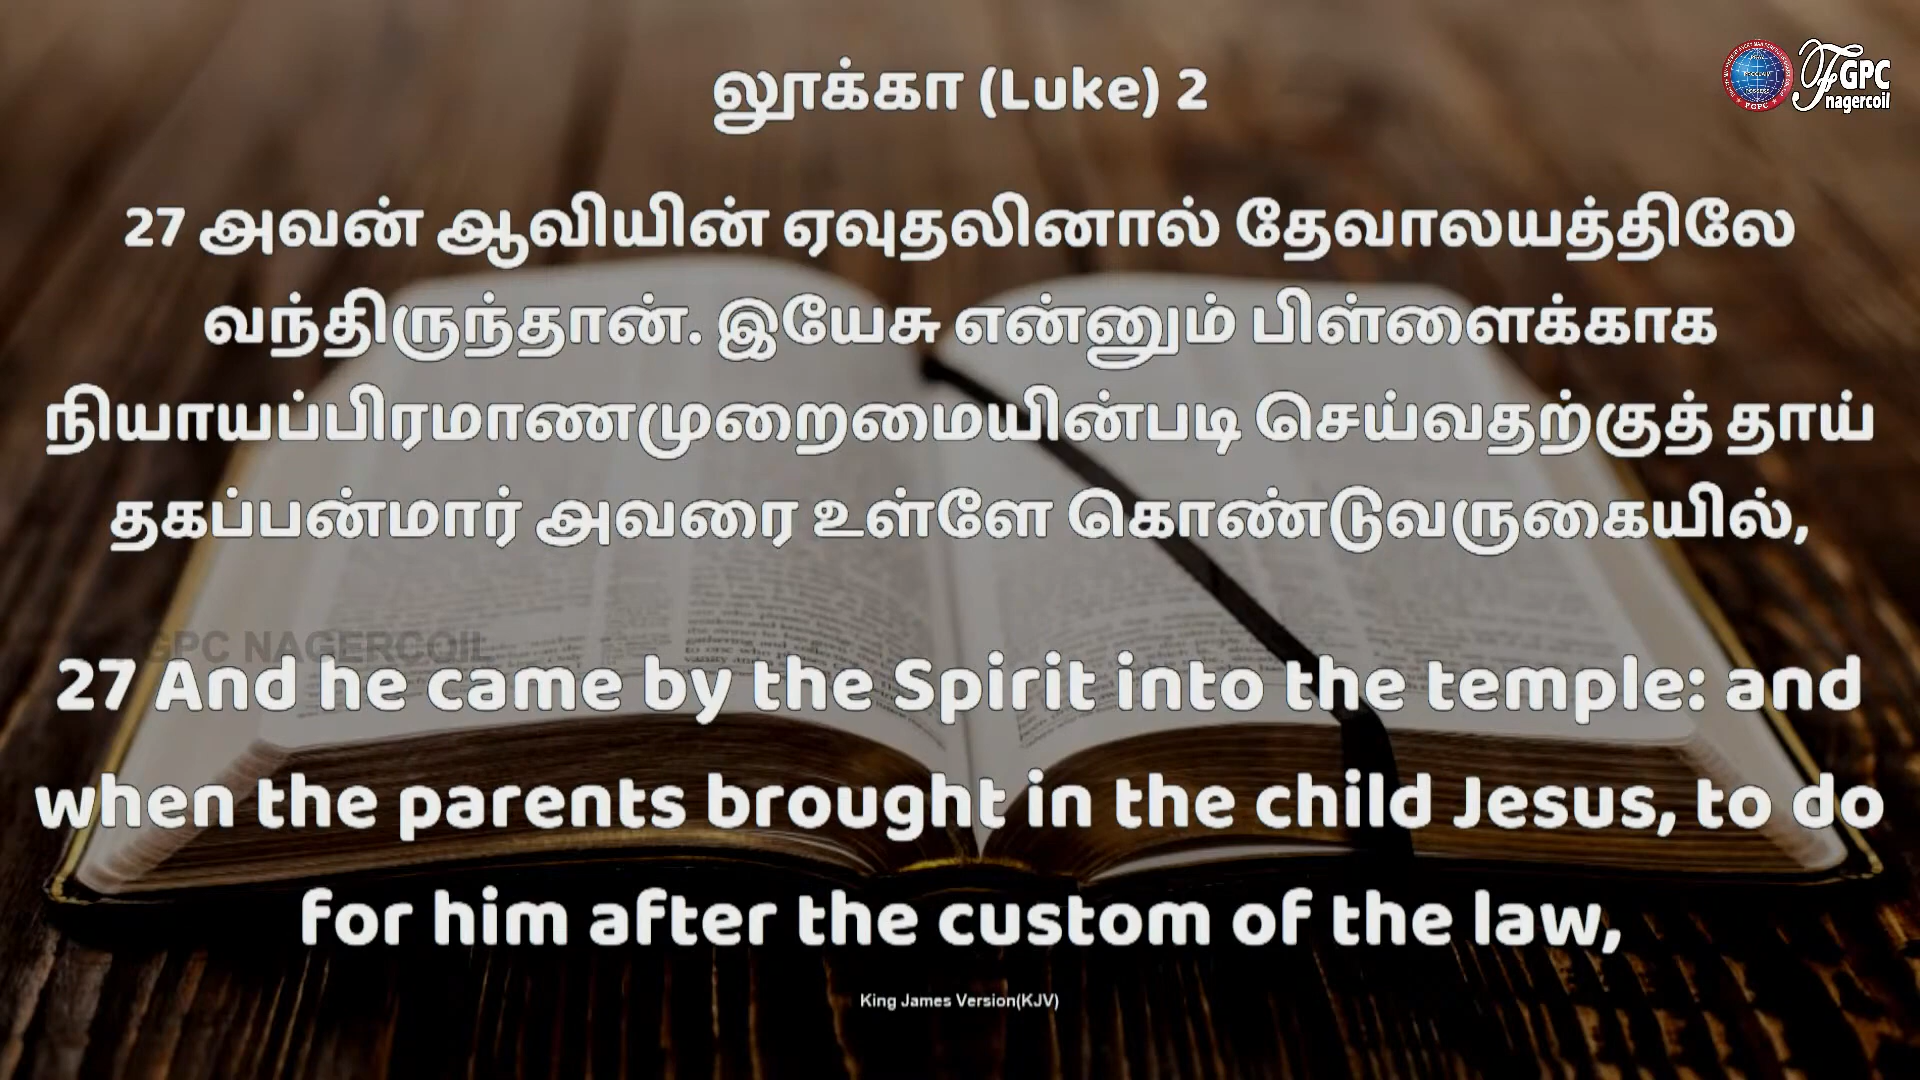 லூக்கா (Luke) 2
FGPC
nagercoil
27 அவன் ஆவியின் ஏவுதலினால் தேவாலயத்திலே
வந்திருந்தான். இயேசு என்னும் பிள்ளைக்காக
நியாயப்பிரமாணமுறைமையின்படி செய்வதற்குத் தாய்
தகப்பன்மார் அவரை உள்ளே கொண்டுவருகையில்,
FGPC NAGERCOIL
27 And he came by the Spirit into the temple: and
when the parents brought in the child Jesus, to do
for him after the custom of the law,
King James Version(KJV)